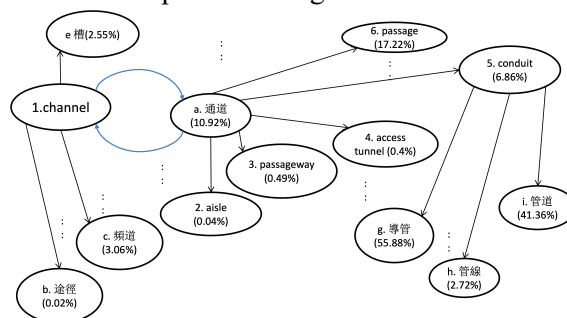 e 槽(2.55%)
6. passage
(17.22%)
5. conduit
(6.86%)
1.channel
a. 通道
(10.92%)
4. access
tunnel (0.4%)
3. passageway
(0.49%)
2. aisle
(0.04%)
i. 管道
(41.36%)
c. 頻道
(3.06%)
g. 導管
(55.88%)
h. 管線
(2.72%)
b. 途徑
(0.02%)